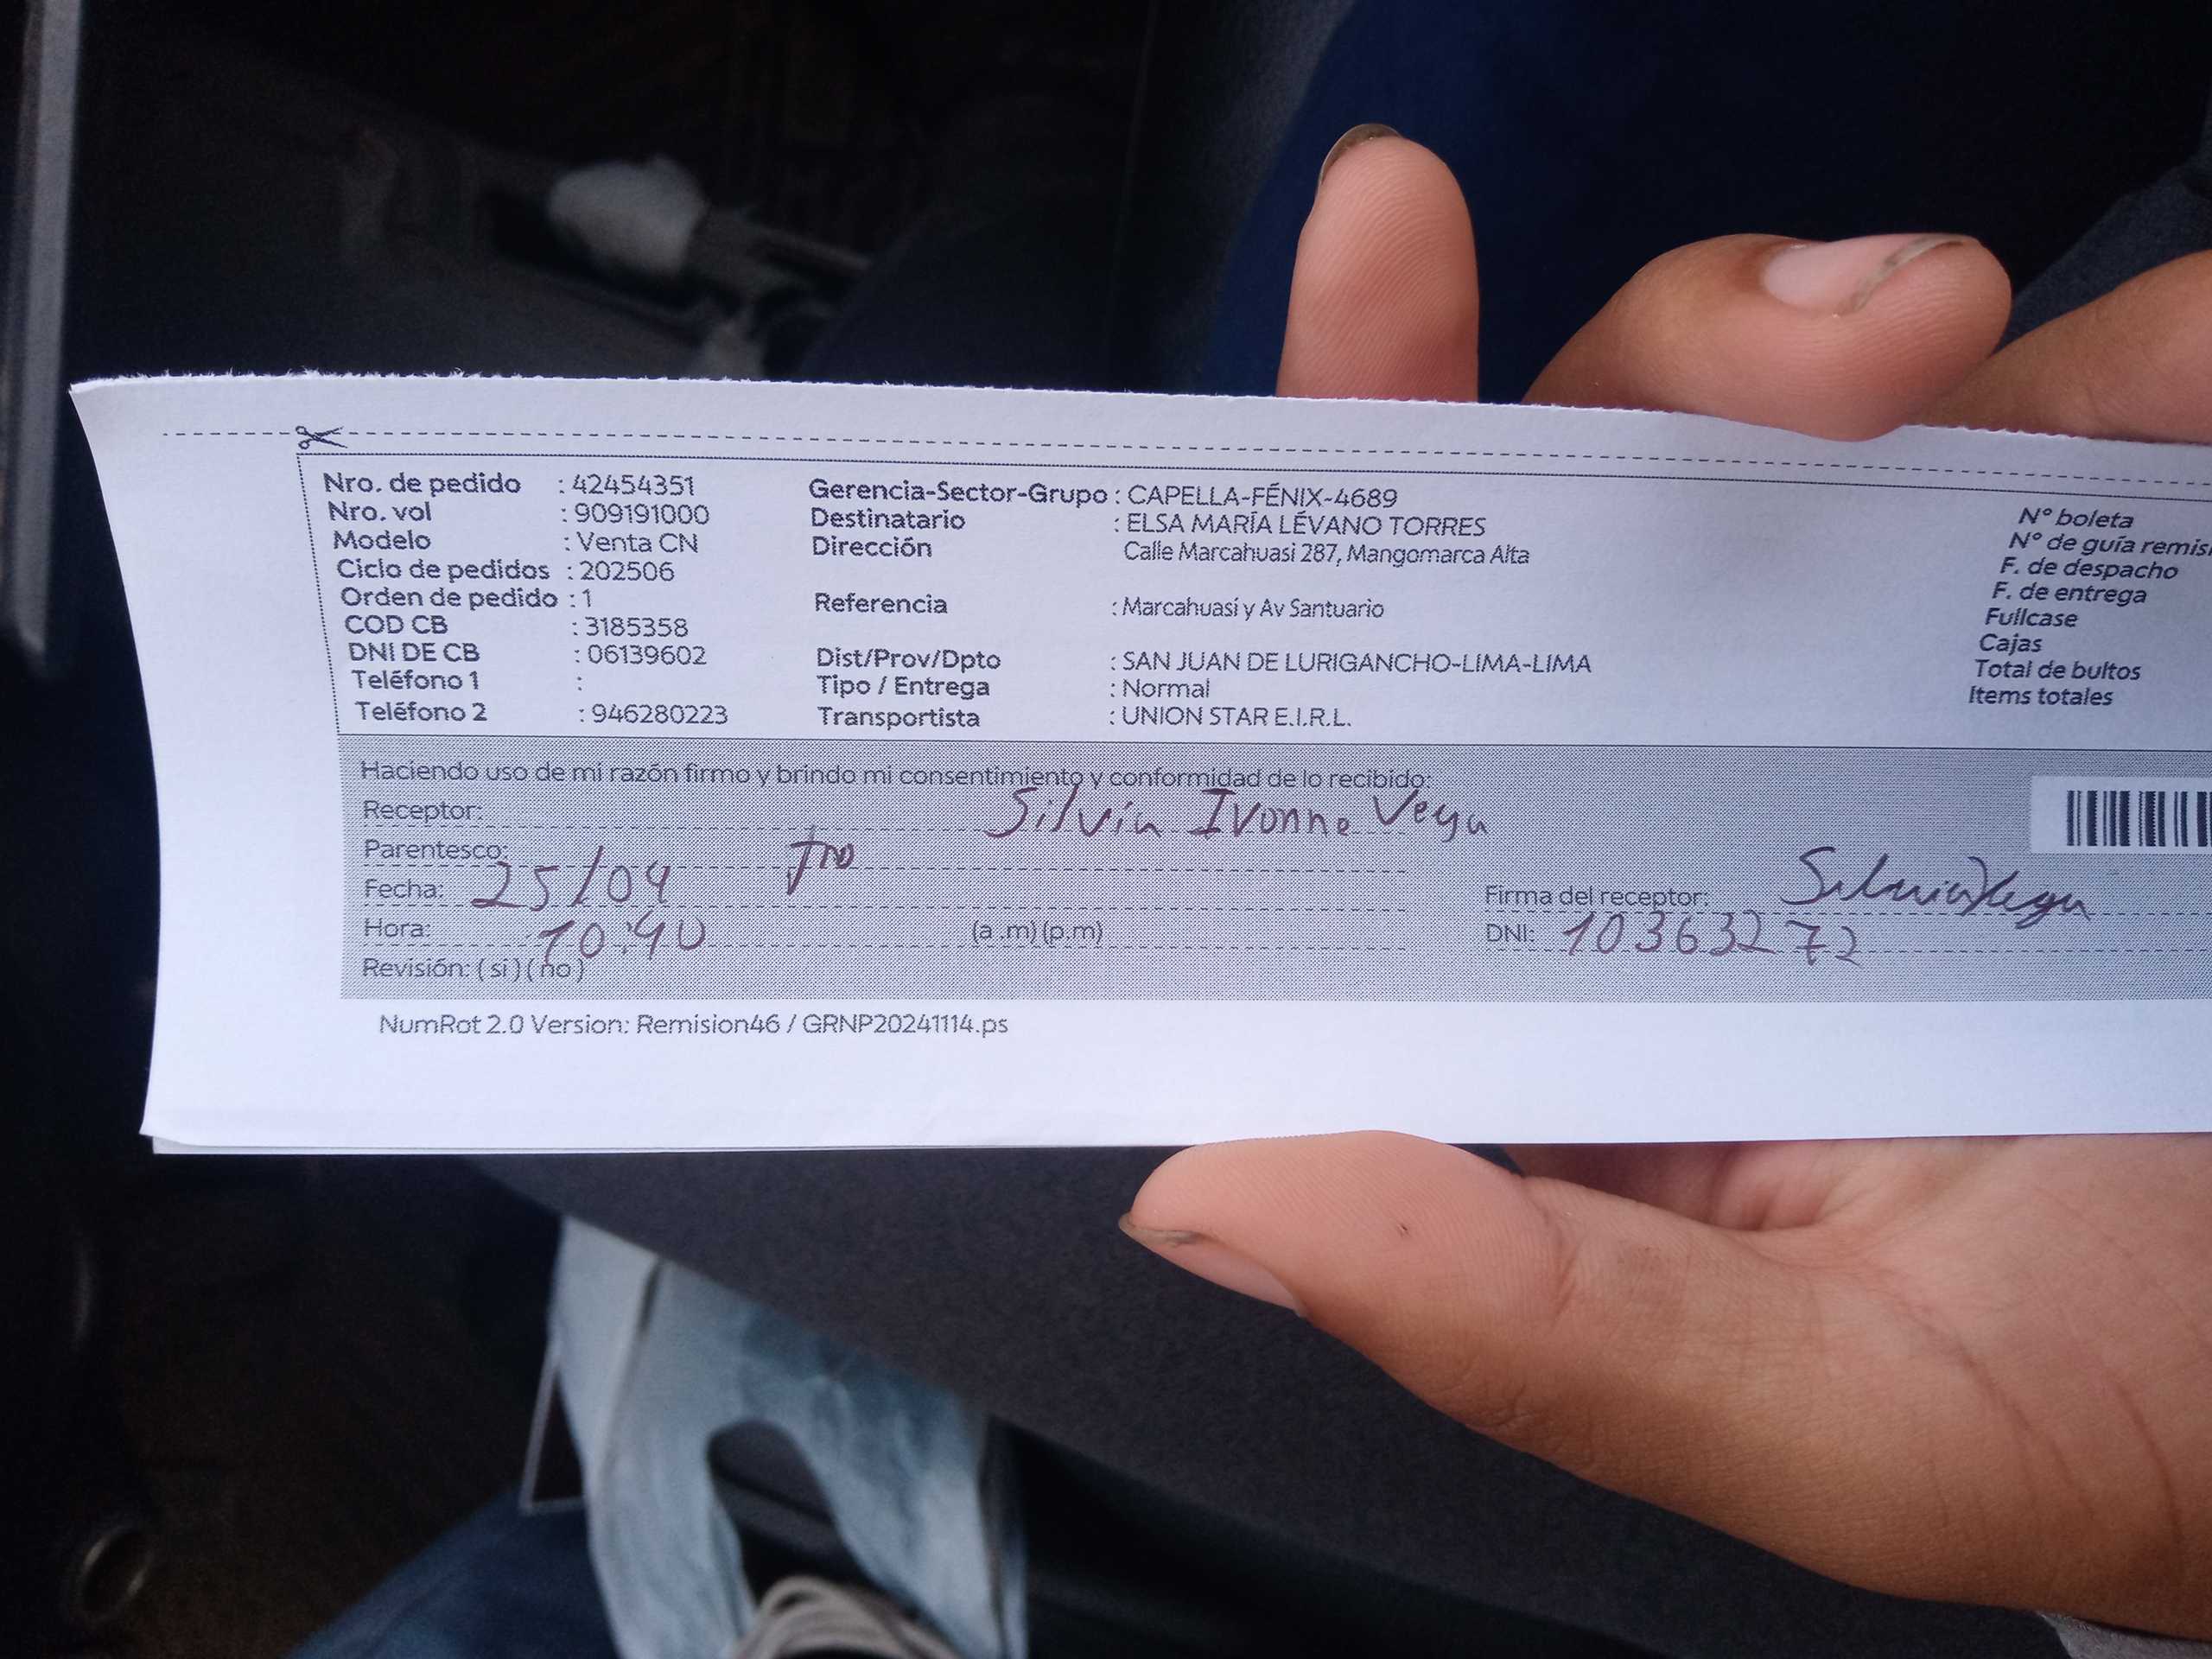 Nro. de pedido : 42454351
Nro. vol : 909191000
Modelo : Venta CN
Ciclo de pedidos : 202506
Orden de pedido : 1
COD CB : 3185358
DNI DE CB : 06139602
Teléfono 1 :
Teléfono 2 : 946280223
Gerencia-Sector-Grupo : CAPELLA-FÉNIX-4689
Destinatario : ELSA MARÍA LÉVANO TORRES
Dirección Calle Marcahuasi 287, Mangomarca Alta
Referencia : Marcahuasi y Av Santuario
Dist/Prov/Dpto : SAN JUAN DE LURIGANCHO-LIMA-LIMA
Tipo / Entrega : Normal
Transportista : UNION STAR E.I.R.L.
N° boleta
N° de guía remisi
F. de despacho
F. de entrega
Fullcase
Cajas
Total de bultos
Items totales
Haciendo uso de mi razón firmo y brindo mi consentimiento y conformidad de lo recibido:
Receptor: Silvia Ivonne Vega
Parentesco:
Fecha: 25/04
Hora: 10:40 (a .m) (p.m)
Revisión: ( si ) ( no )
Firma del receptor: Silvia Vega
DNI: 10363272
NumRot 2.0 Version: Remision46 / GRNP20241114.ps